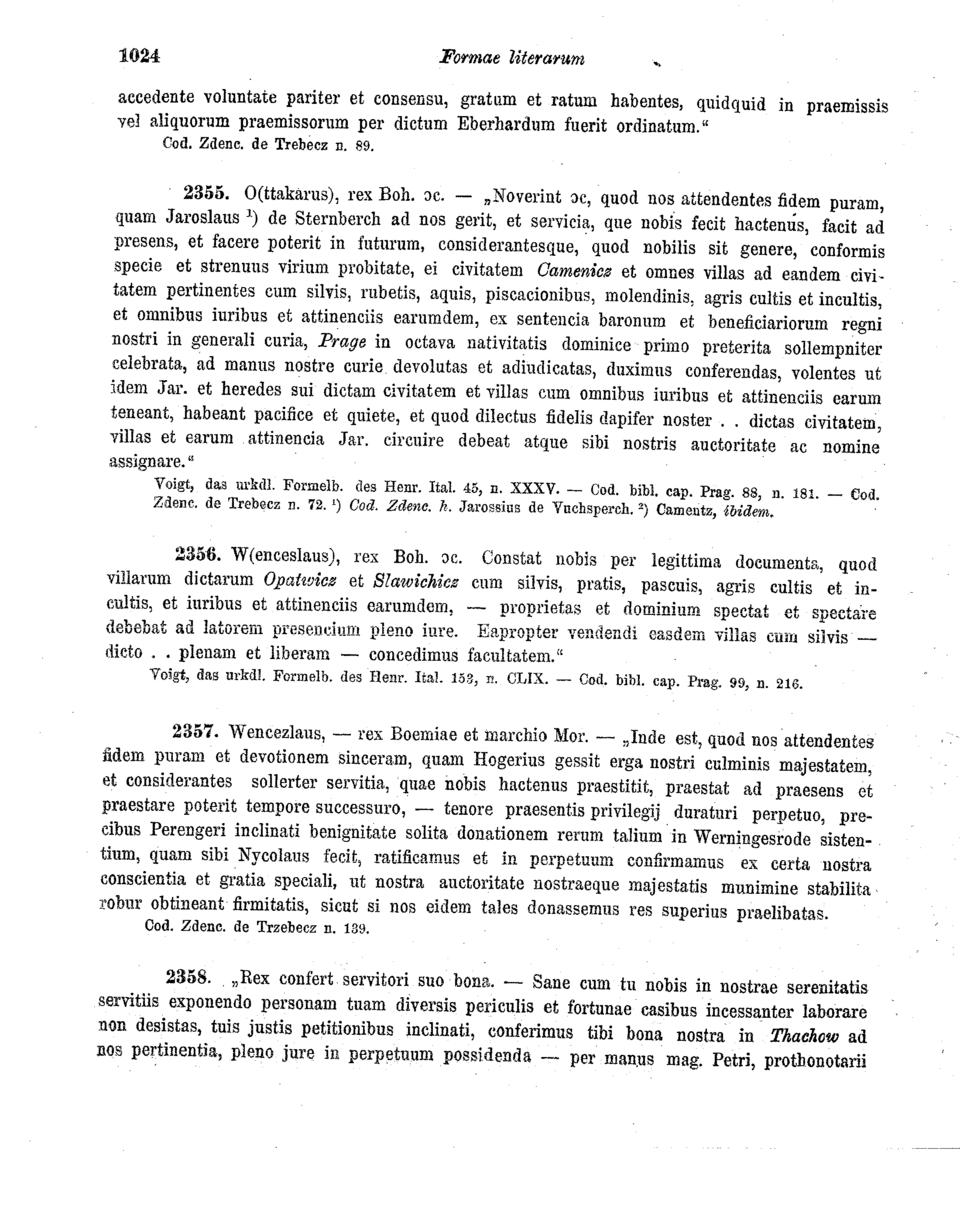 1024 Formae literarum
accedente voluntate pariter et consensu, gratum et ratum habentes, quidquid in praemissis
vel aliquorum praemissorum per dictum Eberhardum fuerit ordinatum.“
Cod. Zdenc. de Trebecz n. 89.
2355. O(ttakarus), rex Boh. ɔc. — „Noverint ɔc, quod nos attendentes fidem puram,
quam Jaroslaus ¹) de Sternberch ad nos gerit, et servicia, que nobis fecit hactenus, facit ad
presens, et facere poterit in futurum, considerantesque, quod nobilis sit genere, conformis
specie et strenuus virium probitate, ei civitatem Camenicz et omnes villas ad eandem civi-
tatem pertinentes cum silvis, rubetis, aquis, piscacionibus, molendinis, agris cultis et incultis,
et omnibus iuribus et attinenciis earumdem, ex sentencia baronum et beneficiariorum regni
nostri in generali curia, Prage in octava nativitatis dominice primo preterita sollempniter
celebrata, ad manus nostre curie devolutas et adiudicatas, duximus conferendas, volentes ut
idem Jar. et heredes sui dictam civitatem et villas cum omnibus iuribus et attinenciis earum
teneant, habeant pacifice et quiete, et quod dilectus fidelis dapifer noster . . dictas civitatem,
villas et earum attinencia Jar. circuire debeat atque sibi nostris auctoritate ac nomine
assignare.“
Voigt, das urkdl. Formelb. des Henr. Ital. 45, n. XXXV. — Cod. bibl. cap. Prag. 88, n. 181. — Cod.
Zdenc. de Trebecz n. 72. ¹) Cod. Zdenc. h. Jarossius de Vuchsperch. ²) Camentz, ibidem.
2356. W(enceslaus), rex Boh. ɔc. Constat nobis per legittima documenta, quod
villarum dictarum Opatwicz et Slawichicz cum silvis, pratis, pascuis, agris cultis et in-
cultis, et iuribus et attinenciis earumdem, — proprietas et dominium spectat et spectare
debebat ad latorem presencium pleno iure. Eapropter vendendi easdem villas cum silvis —
dicto . . plenam et liberam — concedimus facultatem.“
Voigt, das urkdl. Formelb. des Henr. Ital. 153, n. CLIX. — Cod. bibl. cap. Prag. 99, n. 216.
2357. Wencezlaus, — rex Boemiae et marchio Mor. — „Inde est, quod nos attendentes
fidem puram et devotionem sinceram, quam Hogerius gessit erga nostri culminis majestatem,
et considerantes sollerter servitia, quae nobis hactenus praestitit, praestat ad praesens et
praestare poterit tempore successuro, — tenore praesentis privilegij duraturi perpetuo, pre-
cibus Perengeri inclinati benignitate solita donationem rerum talium in Werningesrode sisten-
tium, quam sibi Nycolaus fecit, ratificamus et in perpetuum confirmamus ex certa nostra
conscientia et gratia speciali, ut nostra auctoritate nostraeque majestatis munimine stabilita
robur obtineant firmitatis, sicut si nos eidem tales donassemus res superius praelibatas.
Cod. Zdenc. de Trzebecz n. 139.
2358. „Rex confert servitori suo bona. — Sane cum tu nobis in nostrae serenitatis
servitiis exponendo personam tuam diversis periculis et fortunae casibus incessanter laborare
non desistas, tuis justis petitionibus inclinati, conferimus tibi bona nostra in Thachow ad
nos pertinentia, pleno jure in perpetuum possidenda — per manus mag. Petri, prothonotarii